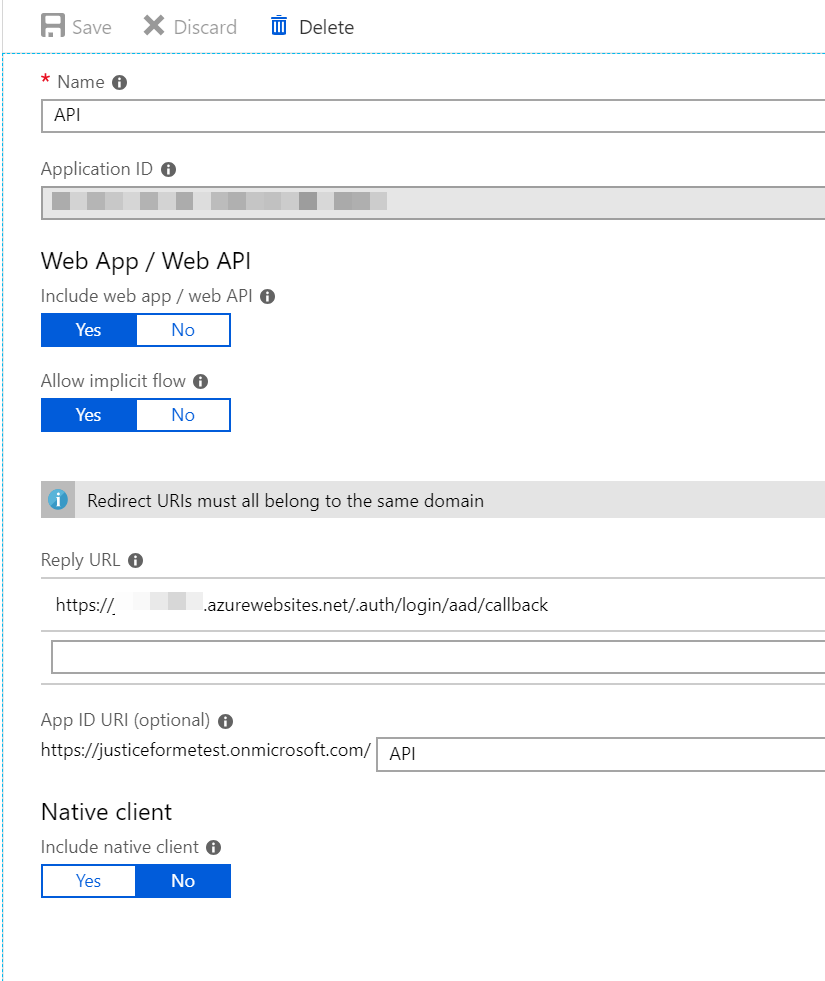 Save Discard Delete
* Name
API
Application ID
Web App / Web API
Include web app / web API
Yes No
Allow implicit flow
Yes No
Redirect URIs must all belong to the same domain
Reply URL
https:// .azurewebsites.net/.auth/login/aad/callback
App ID URI (optional)
https://justiceformetest.onmicrosoft.com/ API
Native client
Include native client
Yes No